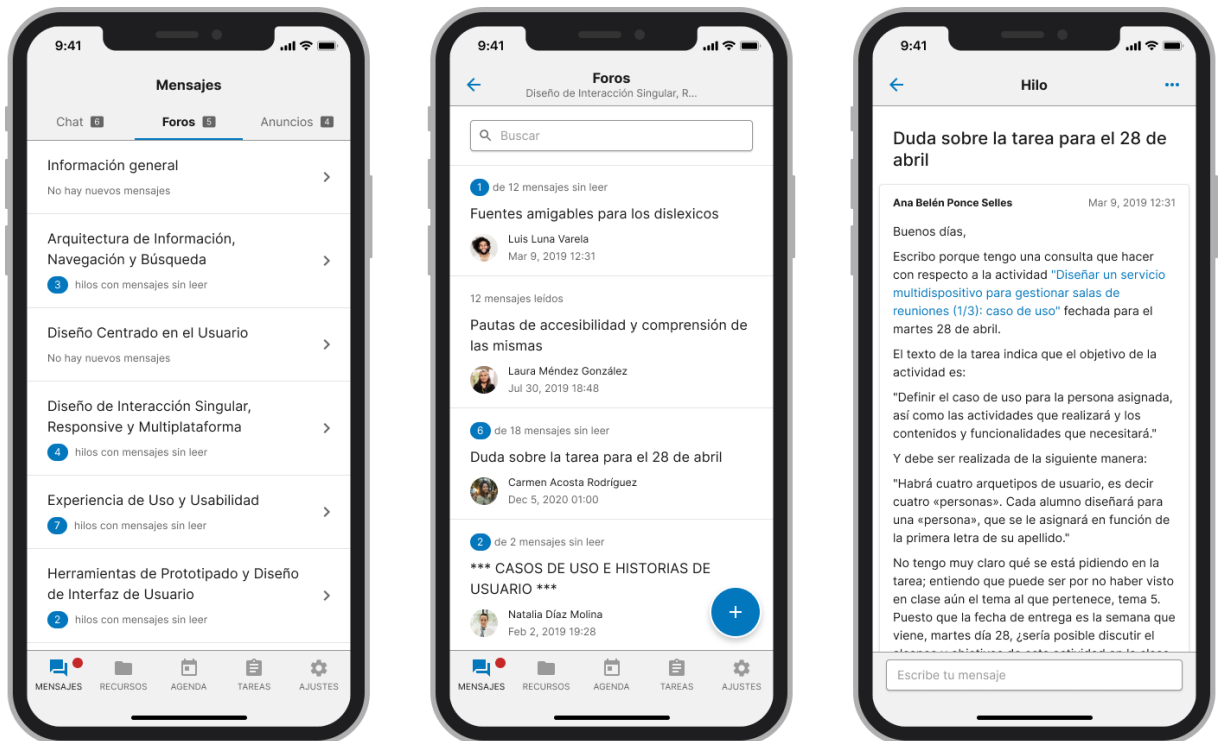 9:41
Mensajes
Chat 6
Foros 5
Anuncios 4
Información general
No hay nuevos mensajes
Arquitectura de Información,
Navegación y Búsqueda
3 hilos con mensajes sin leer
Diseño Centrado en el Usuario
No hay nuevos mensajes
Diseño de Interacción Singular,
Responsive y Multiplataforma
4 hilos con mensajes sin leer
Experiencia de Uso y Usabilidad
7 hilos con mensajes sin leer
Herramientas de Prototipado y Diseño
de Interfaz de Usuario
2 hilos con mensajes sin leer
MENSAJES
RECURSOS
AGENDA
TAREAS
AJUSTES
9:41
Foros
Diseño de Interacción Singular, R...
Buscar
1 de 12 mensajes sin leer
Fuentes amigables para los dislexicos
Luis Luna Varela
Mar 9, 2019 12:31
12 mensajes leídos
Pautas de accesibilidad y comprensión de
las mismas
Laura Méndez González
Jul 30, 2019 18:48
6 de 18 mensajes sin leer
Duda sobre la tarea para el 28 de abril
Carmen Acosta Rodríguez
Dec 5, 2020 01:00
2 de 2 mensajes sin leer
*** CASOS DE USO E HISTORIAS DE
USUARIO ***
Natalia Díaz Molina
Feb 2, 2019 19:28
+
MENSAJES
RECURSOS
AGENDA
TAREAS
AJUSTES
9:41
Hilo
Duda sobre la tarea para el 28 de
abril
Ana Belén Ponce Selles
Mar 9, 2019 12:31
Buenos días,
Escribo porque tengo una consulta que hacer
con respecto a la actividad "Diseñar un servicio
multidispositivo para gestionar salas de
reuniones (1/3): caso de uso" fechada para el
martes 28 de abril.
El texto de la tarea indica que el objetivo de la
actividad es:
"Definir el caso de uso para la persona asignada,
así como las actividades que realizará y los
contenidos y funcionalidades que necesitará."
Y debe ser realizada de la siguiente manera:
"Habrá cuatro arquetipos de usuario, es decir
cuatro «personas». Cada alumno diseñará para
una «persona», que se le asignará en función de
la primera letra de su apellido."
No tengo muy claro qué se está pidiendo en la
tarea; entiendo que puede ser por no haber visto
en clase aún el tema al que pertenece, tema 5.
Puesto que la fecha de entrega es la semana que
viene, martes día 28, ¿sería posible discutir el
Escribe tu mensaje